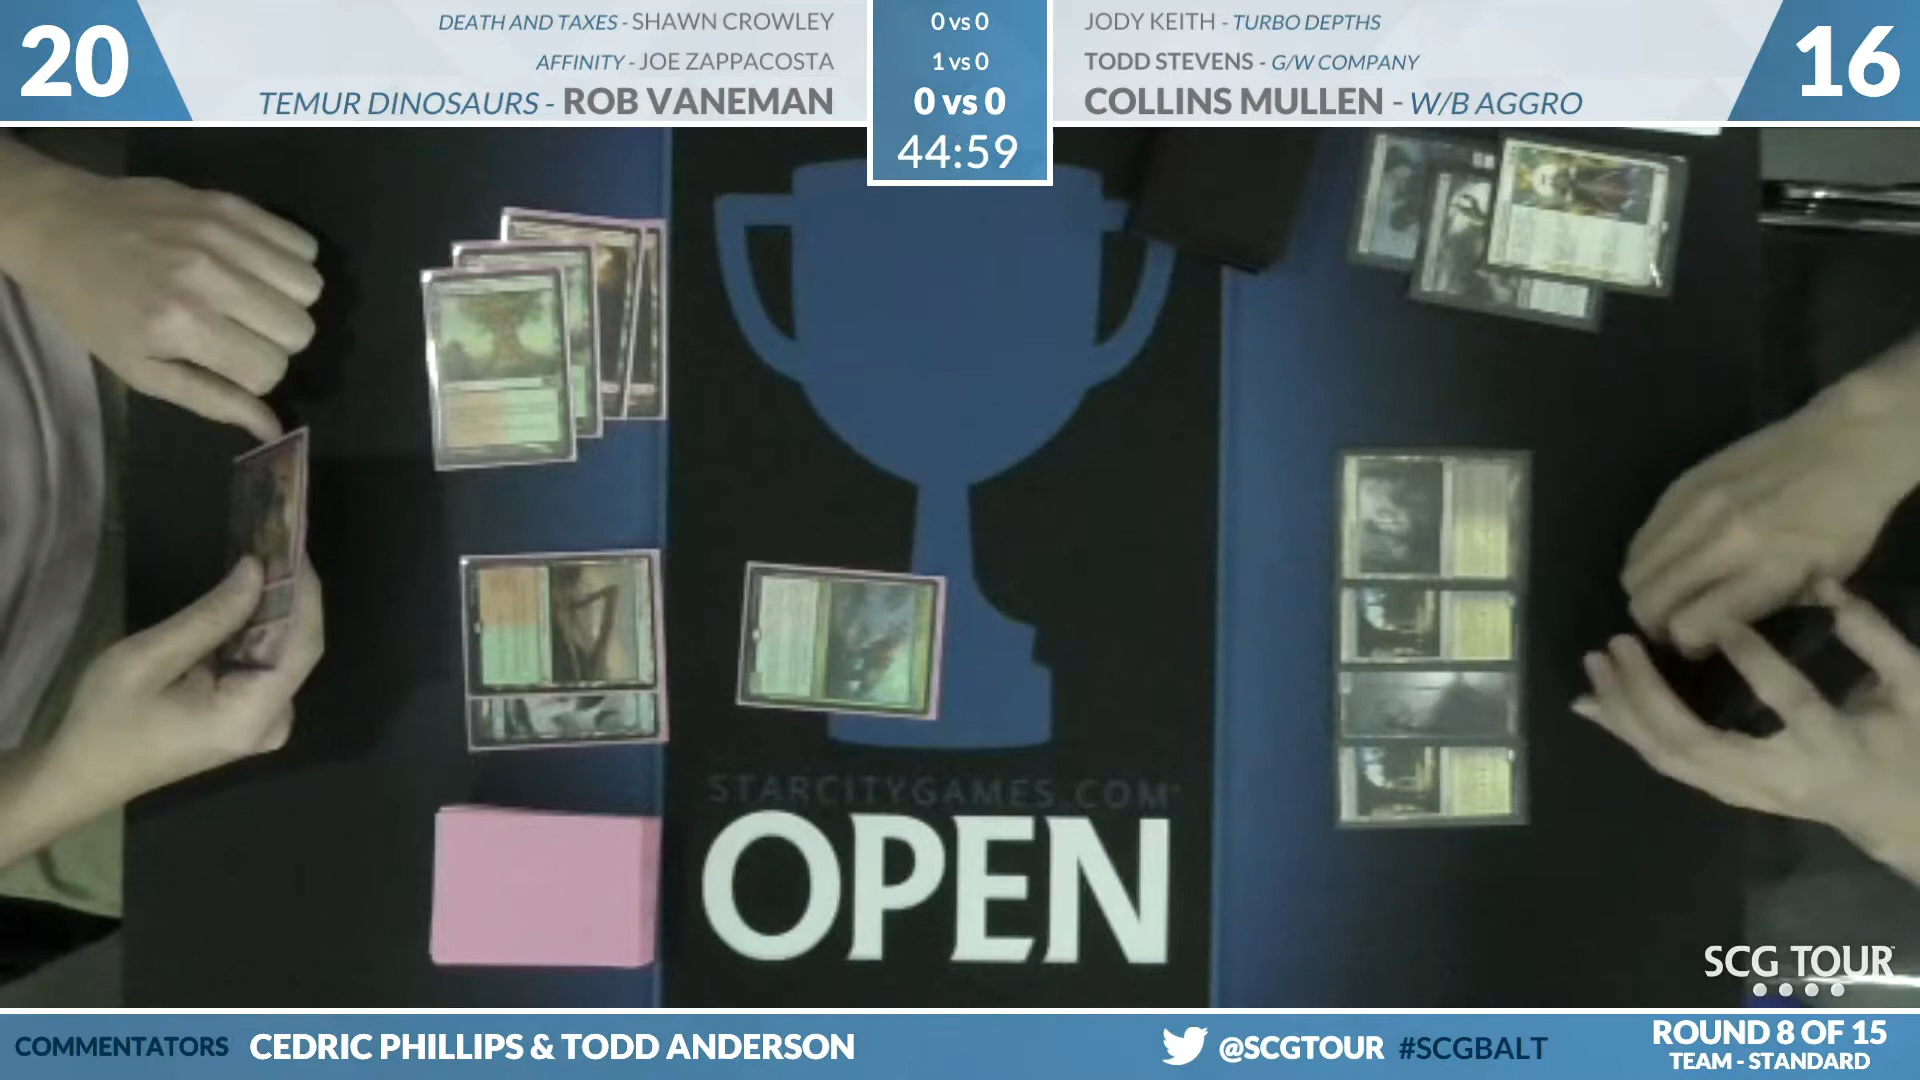 20
DEATH AND TAXES - SHAWN CROWLEY
AFFINITY - JOE ZAPPACOSTA
TEMUR DINOSAURS - ROB VANEMAN
0 vs 0
1 vs 0
0 vs 0
44:59
JODY KEITH - TURBO DEPTHS
TODD STEVENS - G/W COMPANY
COLLINS MULLEN - W/B AGGRO
16
STARCITYGAMES.COM
OPEN
SCG TOUR
COMMENTATORS CEDRIC PHILLIPS & TODD ANDERSON
@SCGTOUR #SCGBALT
ROUND 8 OF 15
TEAM - STANDARD